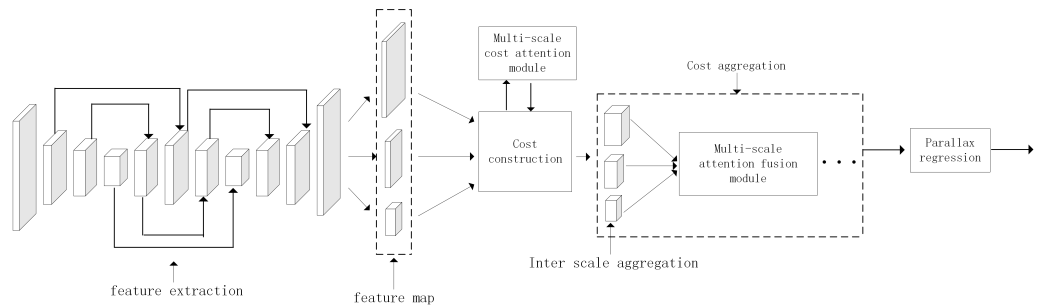 Multi-scale
cost attention
module
Cost aggregation
Cost
construction
Multi-scale
attention fusion
module
Parallax
regression
Inter scale aggregation
feature extraction
feature map